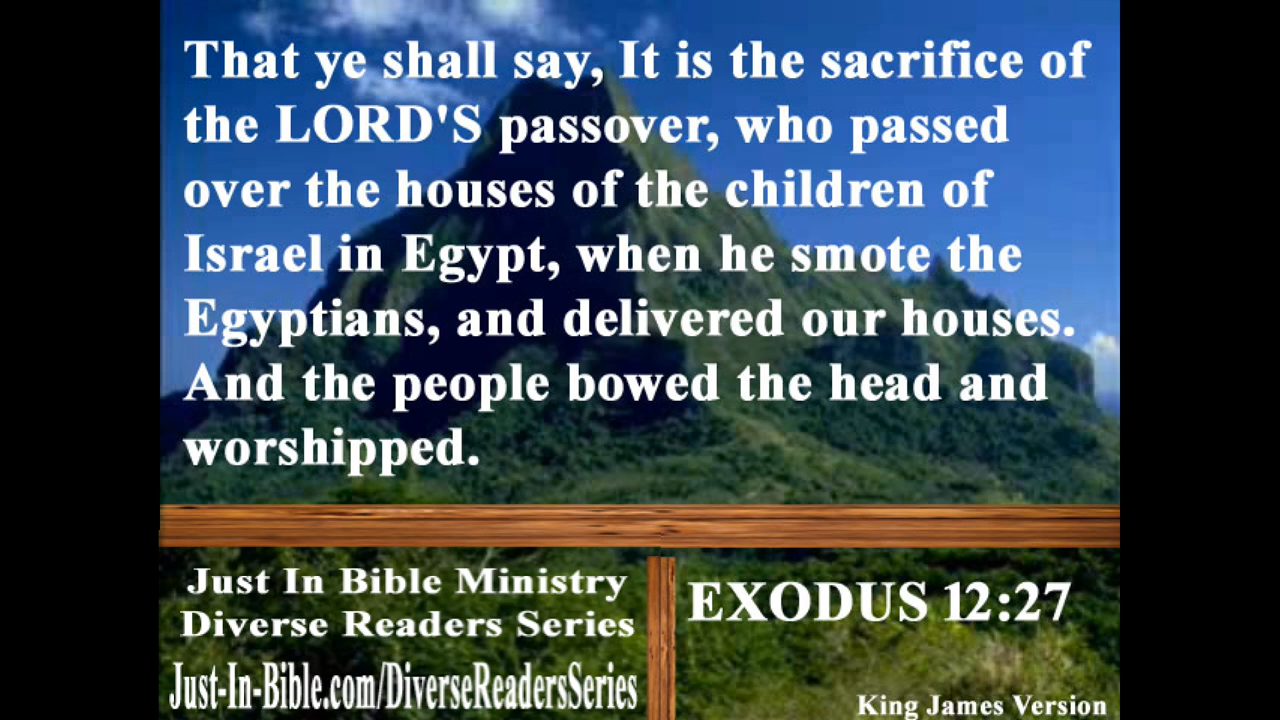 That ye shall say, It is the sacrifice of
the LORD'S passover, who passed
over the houses of the children of
Israel in Egypt, when he smote the
Egyptians, and delivered our houses.
And the people bowed the head and
worshipped.
Just In Bible Ministry
Diverse Readers Series
Just-In-Bible.com/DiverseReadersSeries
EXODUS 12:27
King James Version